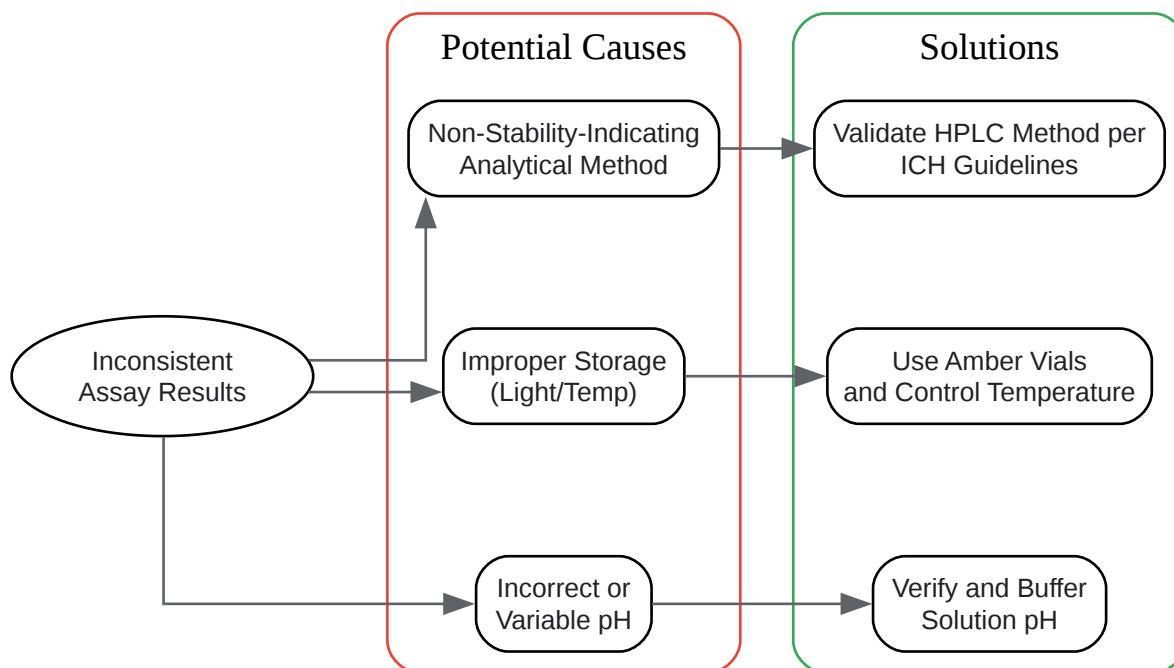 Potential Causes
Solutions
Non-Stability-Indicating
Analytical Method
Validate HPLC Method per
ICH Guidelines
Inconsistent
Assay Results
Improper Storage
(Light/Temp)
Use Amber Vials
and Control Temperature
Incorrect or
Variable pH
Verify and Buffer
Solution pH